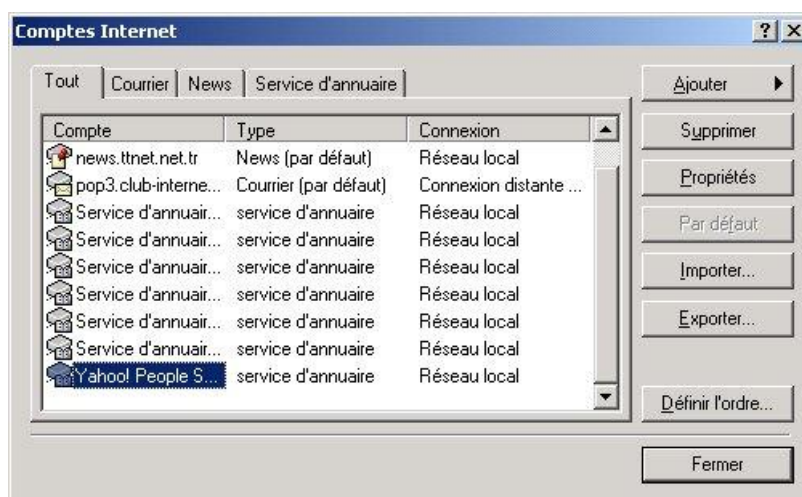 Comptes Internet
Tout Courrier News Service d'annuaire
Compte Type Connexion
news.ttnet.net.tr News (par défaut) Réseau local
pop3.club-interne... Courrier (par défaut) Connexion distante ...
Service d'annuair... service d'annuaire Réseau local
Service d'annuair... service d'annuaire Réseau local
Service d'annuair... service d'annuaire Réseau local
Service d'annuair... service d'annuaire Réseau local
Service d'annuair... service d'annuaire Réseau local
Service d'annuair... service d'annuaire Réseau local
Yahoo! People S... service d'annuaire Réseau local
Ajouter
Supprimer
Propriétés
Par défaut
Importer...
Exporter...
Définir l'ordre...
Fermer